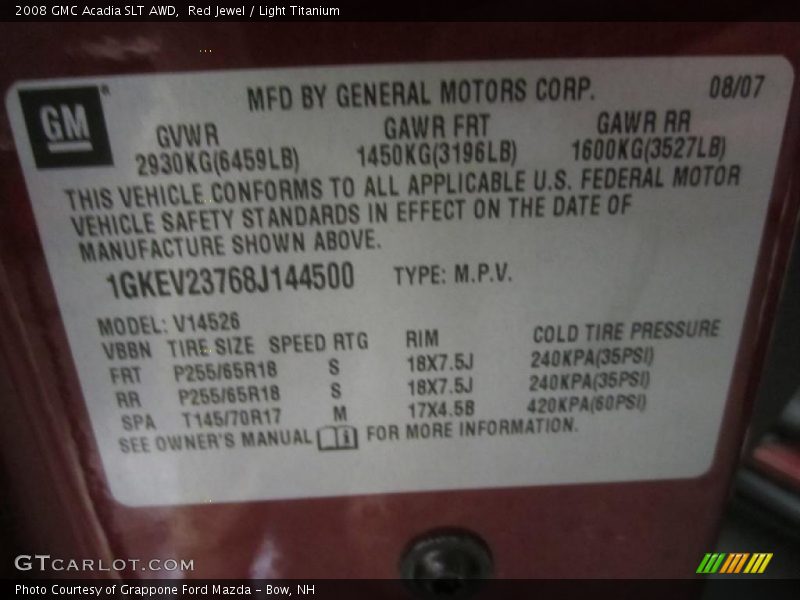 2008 GMC Acadia SLT AWD,  Red Jewel / Light Titanium
GM
MFD BY GENERAL MOTORS CORP.
08/07
GVWR GAWR FRT GAWR RR
2930KG(6459LB) 1450KG(3196LB) 1600KG(3527LB)
THIS VEHICLE CONFORMS TO ALL APPLICABLE U.S. FEDERAL MOTOR
VEHICLE SAFETY STANDARDS IN EFFECT ON THE DATE OF
MANUFACTURE SHOWN ABOVE.
1GKEV23768J144500 TYPE: M.P.V.
MODEL: V14526
VBBN TIRE SIZE SPEED RTG RIM COLD TIRE PRESSURE
FRT P255/65R18 S 18X7.5J 240KPA(35PSI)
RR P255/65R18 S 18X7.5J 240KPA(35PSI)
SPA T145/70R17 M 17X4.5B 420KPA(60PSI)
SEE OWNER'S MANUAL FOR MORE INFORMATION.
GTCARLOT.COM
Photo Courtesy of Grappone Ford Mazda – Bow, NH